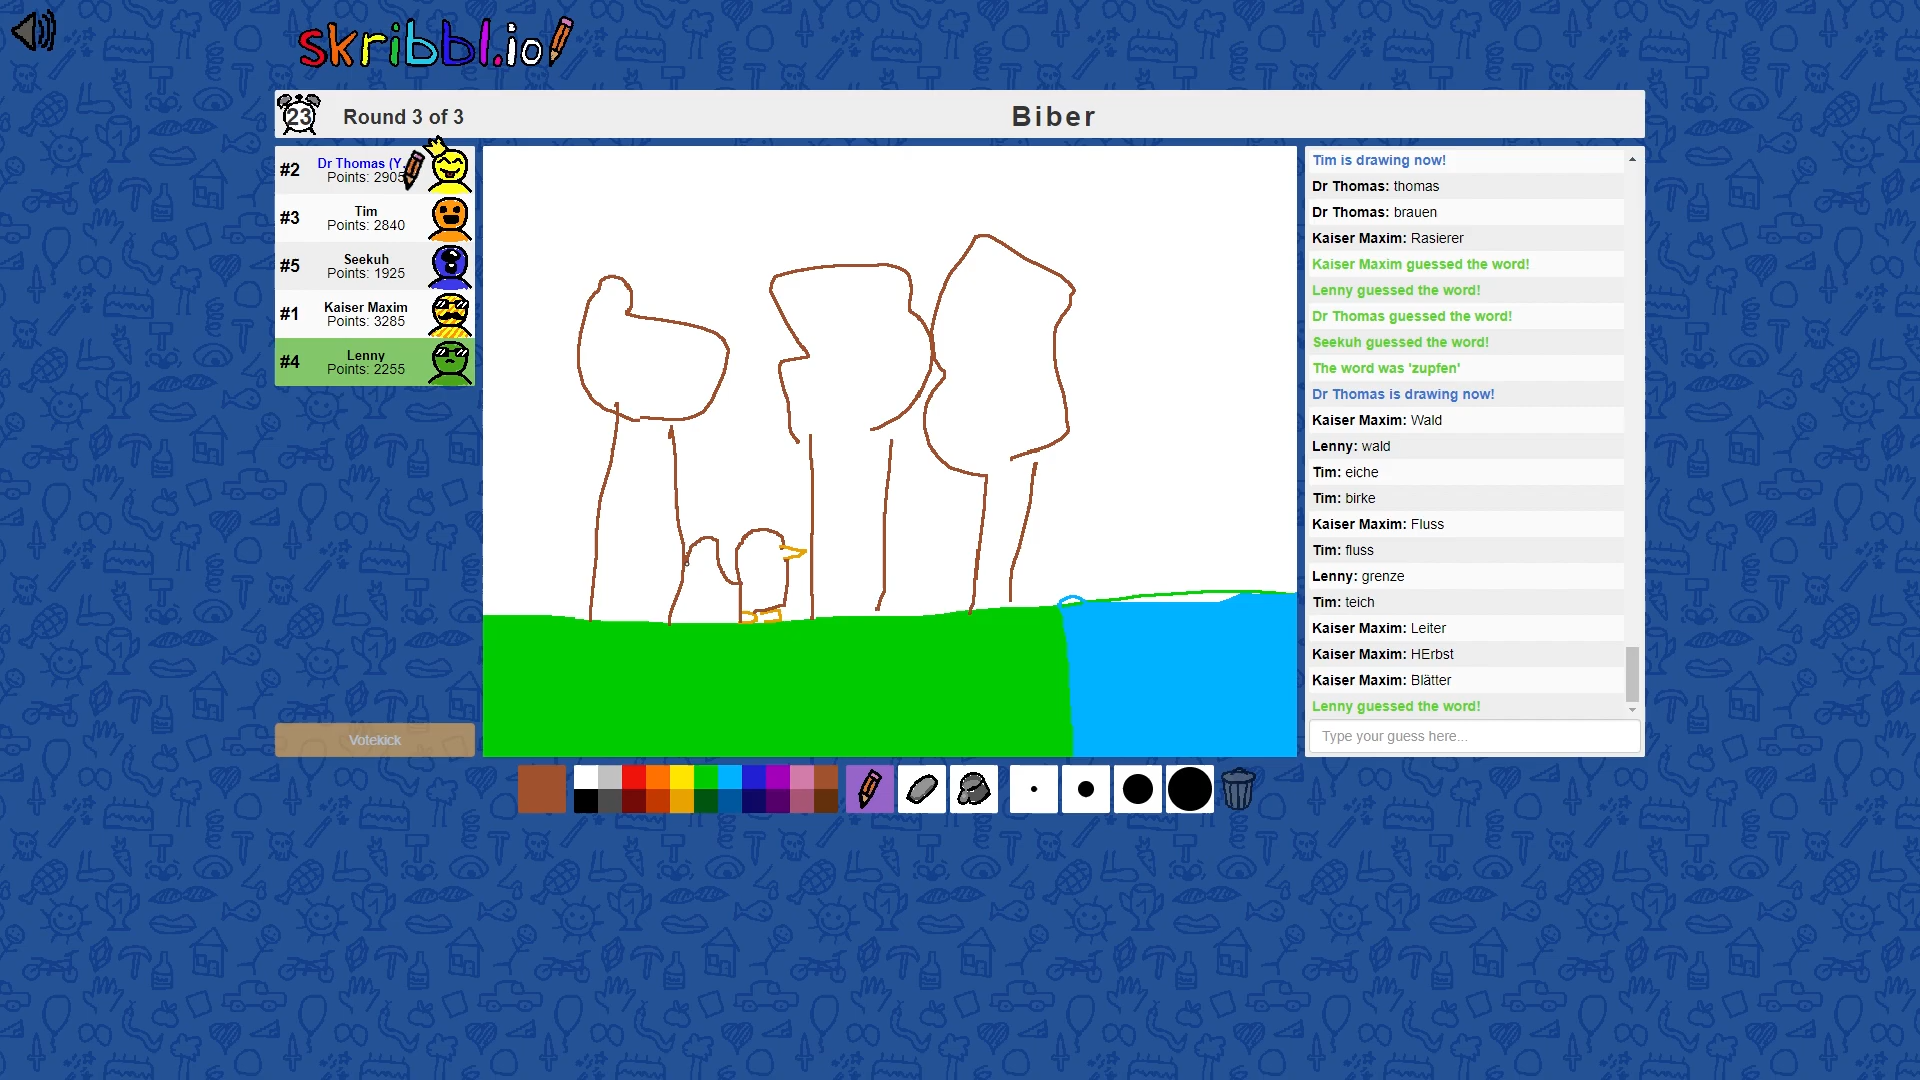 skribbl.io
23
Round 3 of 3
Biber
#2
Dr Thomas (Y...
Points: 2905
#3
Tim
Points: 2840
#5
Seekuh
Points: 1925
#1
Kaiser Maxim
Points: 3285
#4
Lenny
Points: 2255
Votekick
Tim is drawing now!
Dr Thomas: thomas
Dr Thomas: brauen
Kaiser Maxim: Rasierer
Kaiser Maxim guessed the word!
Lenny guessed the word!
Dr Thomas guessed the word!
Seekuh guessed the word!
The word was 'zupfen'
Dr Thomas is drawing now!
Kaiser Maxim: Wald
Lenny: wald
Tim: eiche
Tim: birke
Kaiser Maxim: Fluss
Tim: fluss
Lenny: grenze
Tim: teich
Kaiser Maxim: Leiter
Kaiser Maxim: HErbst
Kaiser Maxim: Blätter
Lenny guessed the word!
Type your guess here...